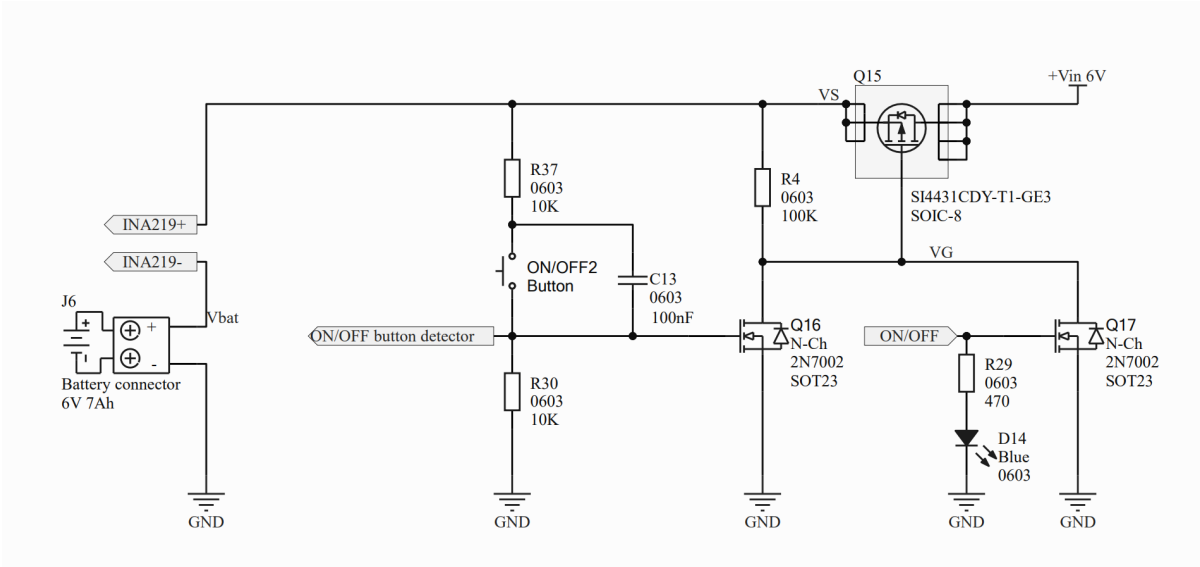 Q15
+Vin 6V
VS
R37
0603
10K
R4
0603
100K
SI4431CDY-T1-GE3
SOIC-8
INA219+
INA219-
VG
ON/OFF2
Button
C13
0603
100nF
J6
Vbat
+
+
-
-
Battery connector
6V 7Ah
ON/OFF button detector
Q16
N-Ch
2N7002
SOT23
ON/OFF
Q17
N-Ch
2N7002
SOT23
R30
0603
10K
R29
0603
470
D14
Blue
0603
GND
GND
GND
GND
GND